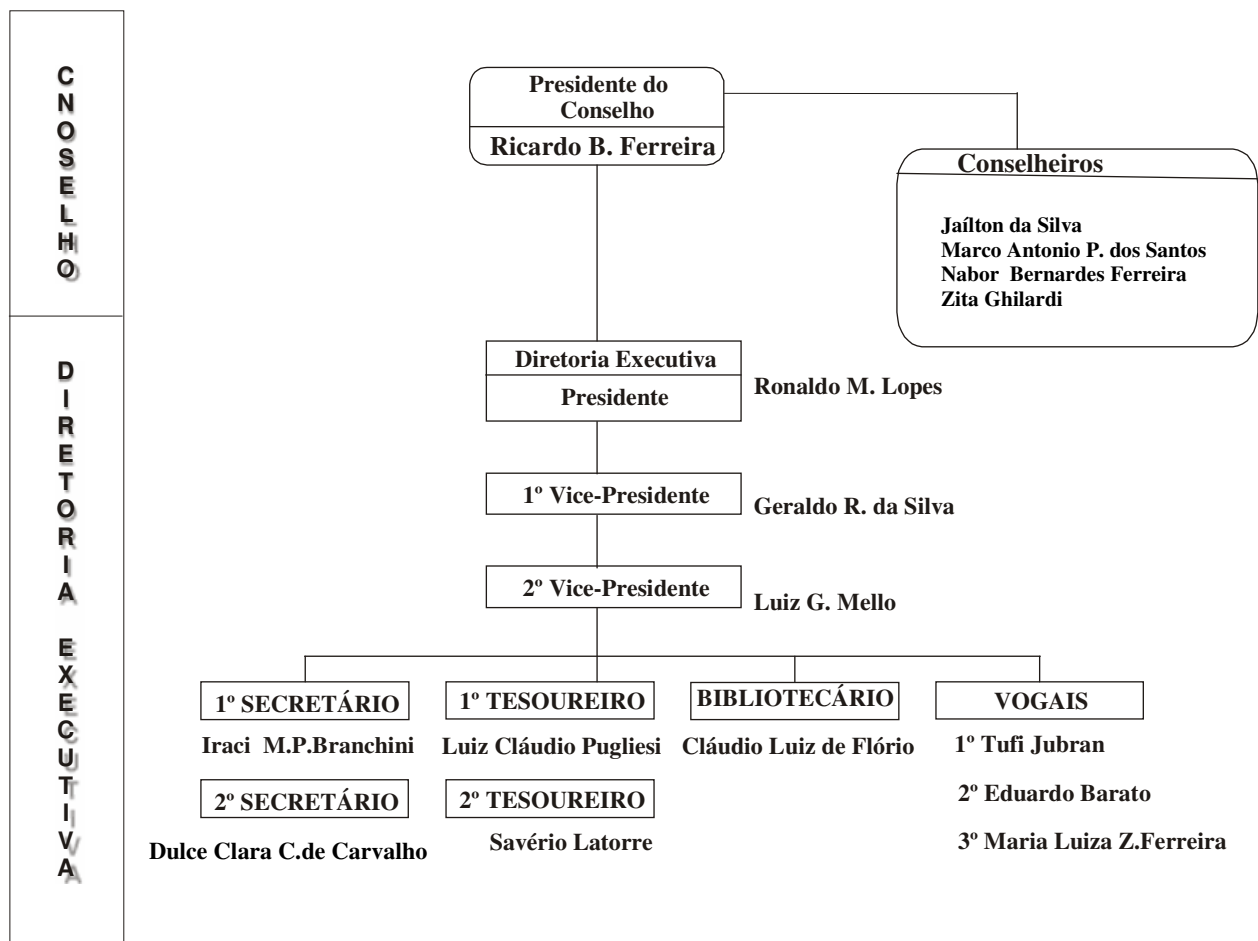 CNOSELHO
Presidente do
Conselho
Ricardo B. Ferreira
Conselheiros
Jaílton da Silva
Marco Antonio P. dos Santos
Nabor Bernardes Ferreira
Zita Ghilardi
DIRETORIA EXECUTIVA
Diretoria Executiva
Presidente
Ronaldo M. Lopes
1º Vice-Presidente
Geraldo R. da Silva
2º Vice-Presidente
Luiz G. Mello
1º SECRETÁRIO
Iraci M.P.Branchini
2º SECRETÁRIO
Dulce Clara C.de Carvalho
1º TESOUREIRO
Luiz Cláudio Pugliesi
2º TESOUREIRO
Savério Latorre
BIBLIOTECÁRIO
Cláudio Luiz de Flório
VOGAIS
1º Tufi Jubran
2º Eduardo Barato
3º Maria Luiza Z.Ferreira